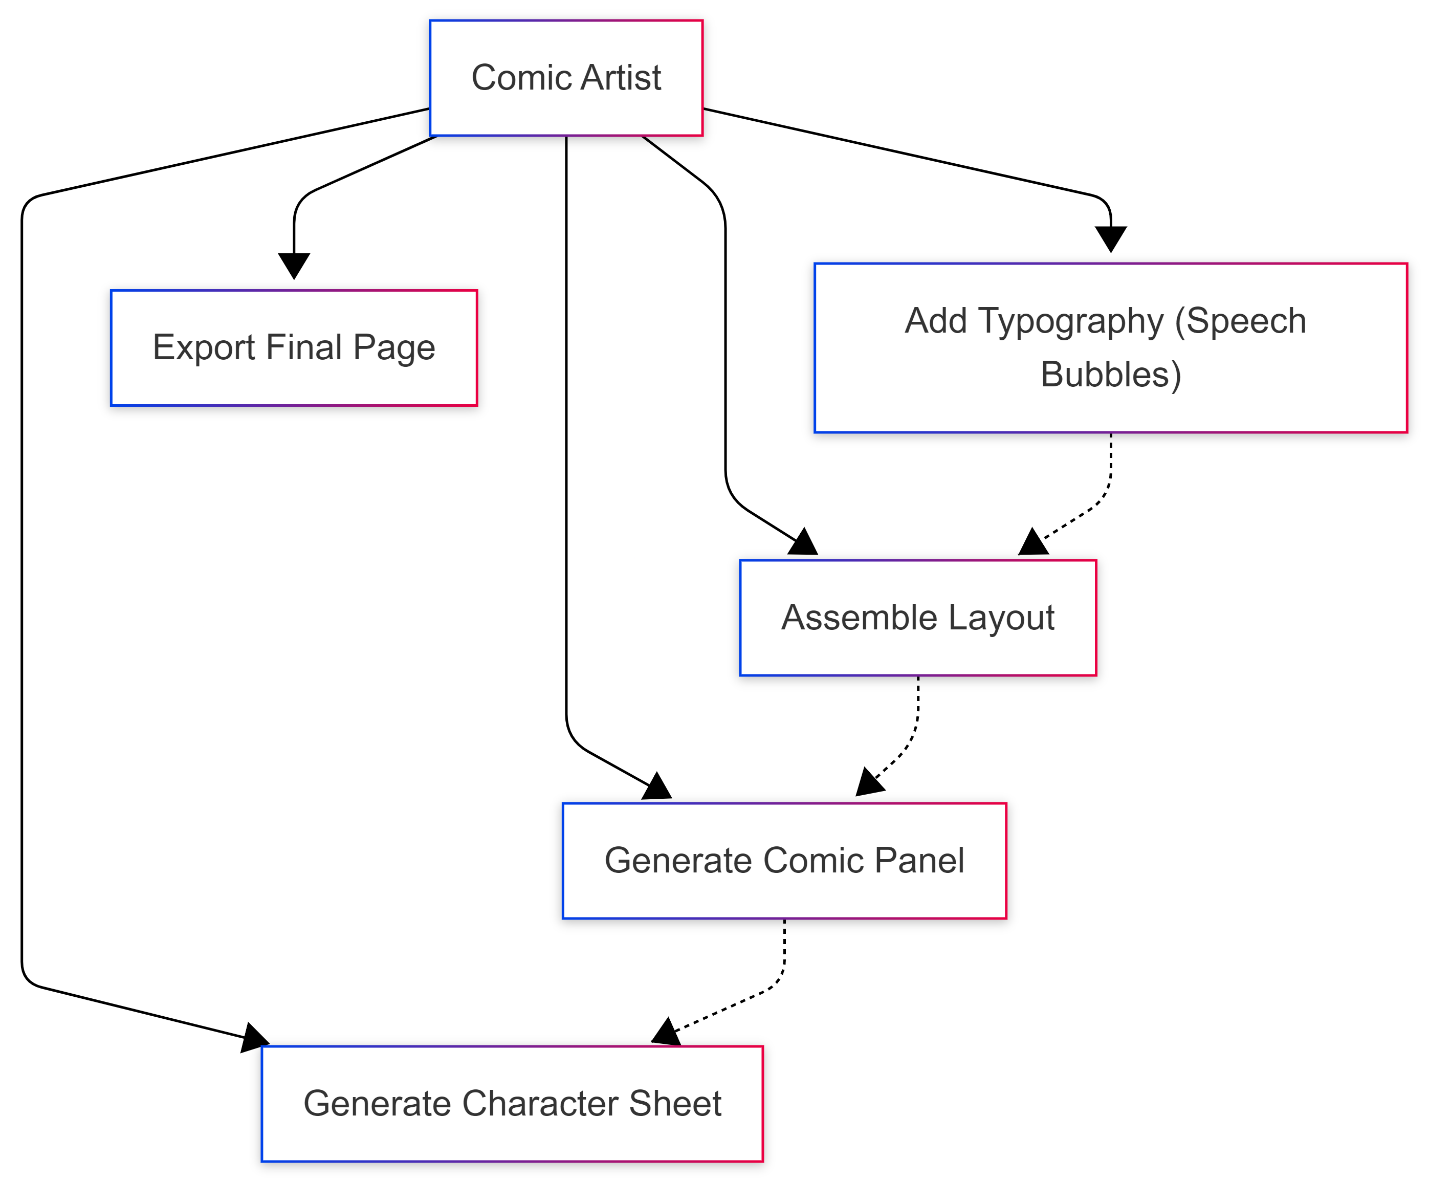 Comic Artist
Export Final Page
Add Typography (Speech
Bubbles)
Assemble Layout
Generate Comic Panel
Generate Character Sheet